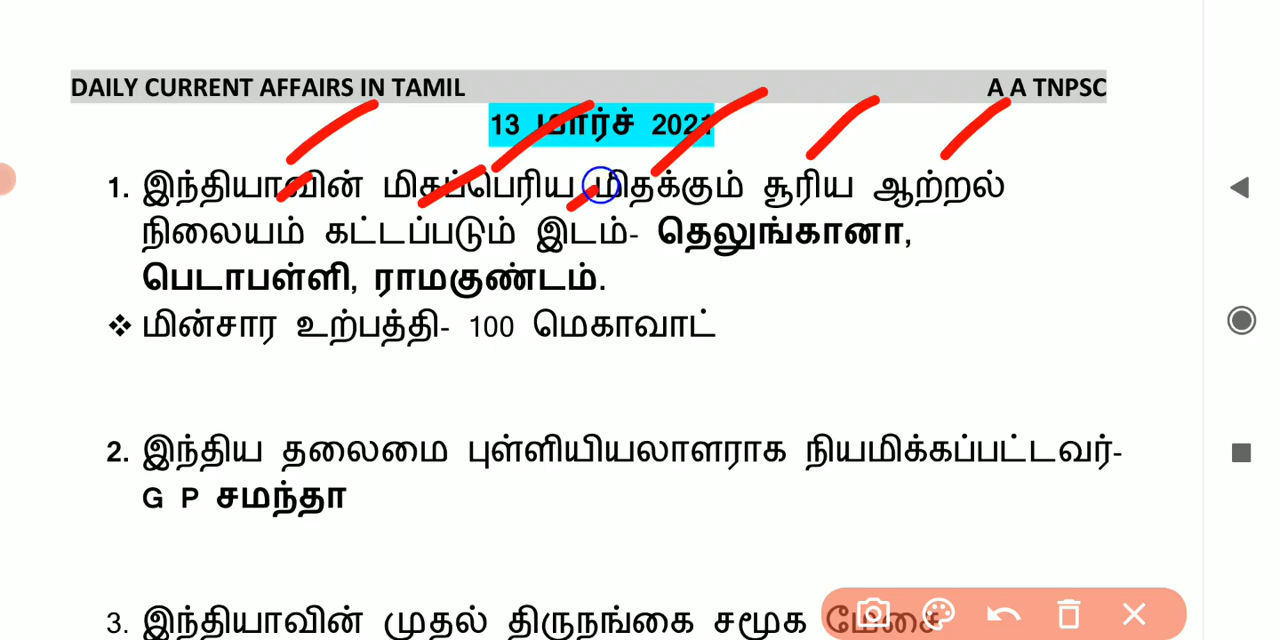 DAILY CURRENT AFFAIRS IN TAMIL A A TNPSC
13 மார்ச் 2021
1. இந்தியாவின் மிகப்பெரிய மிதக்கும் சூரிய ஆற்றல்
நிலையம் கட்டப்படும் இடம்- தெலுங்கானா,
பெடாபள்ளி, ராமகுண்டம்.
❖ மின்சார உற்பத்தி- 100 மெகாவாட்
2. இந்திய தலைமை புள்ளியியலாளராக நியமிக்கப்பட்டவர்-
G P சமந்தா
3. இந்தியாவின் முதல் திருநங்கை சமூக மேசை